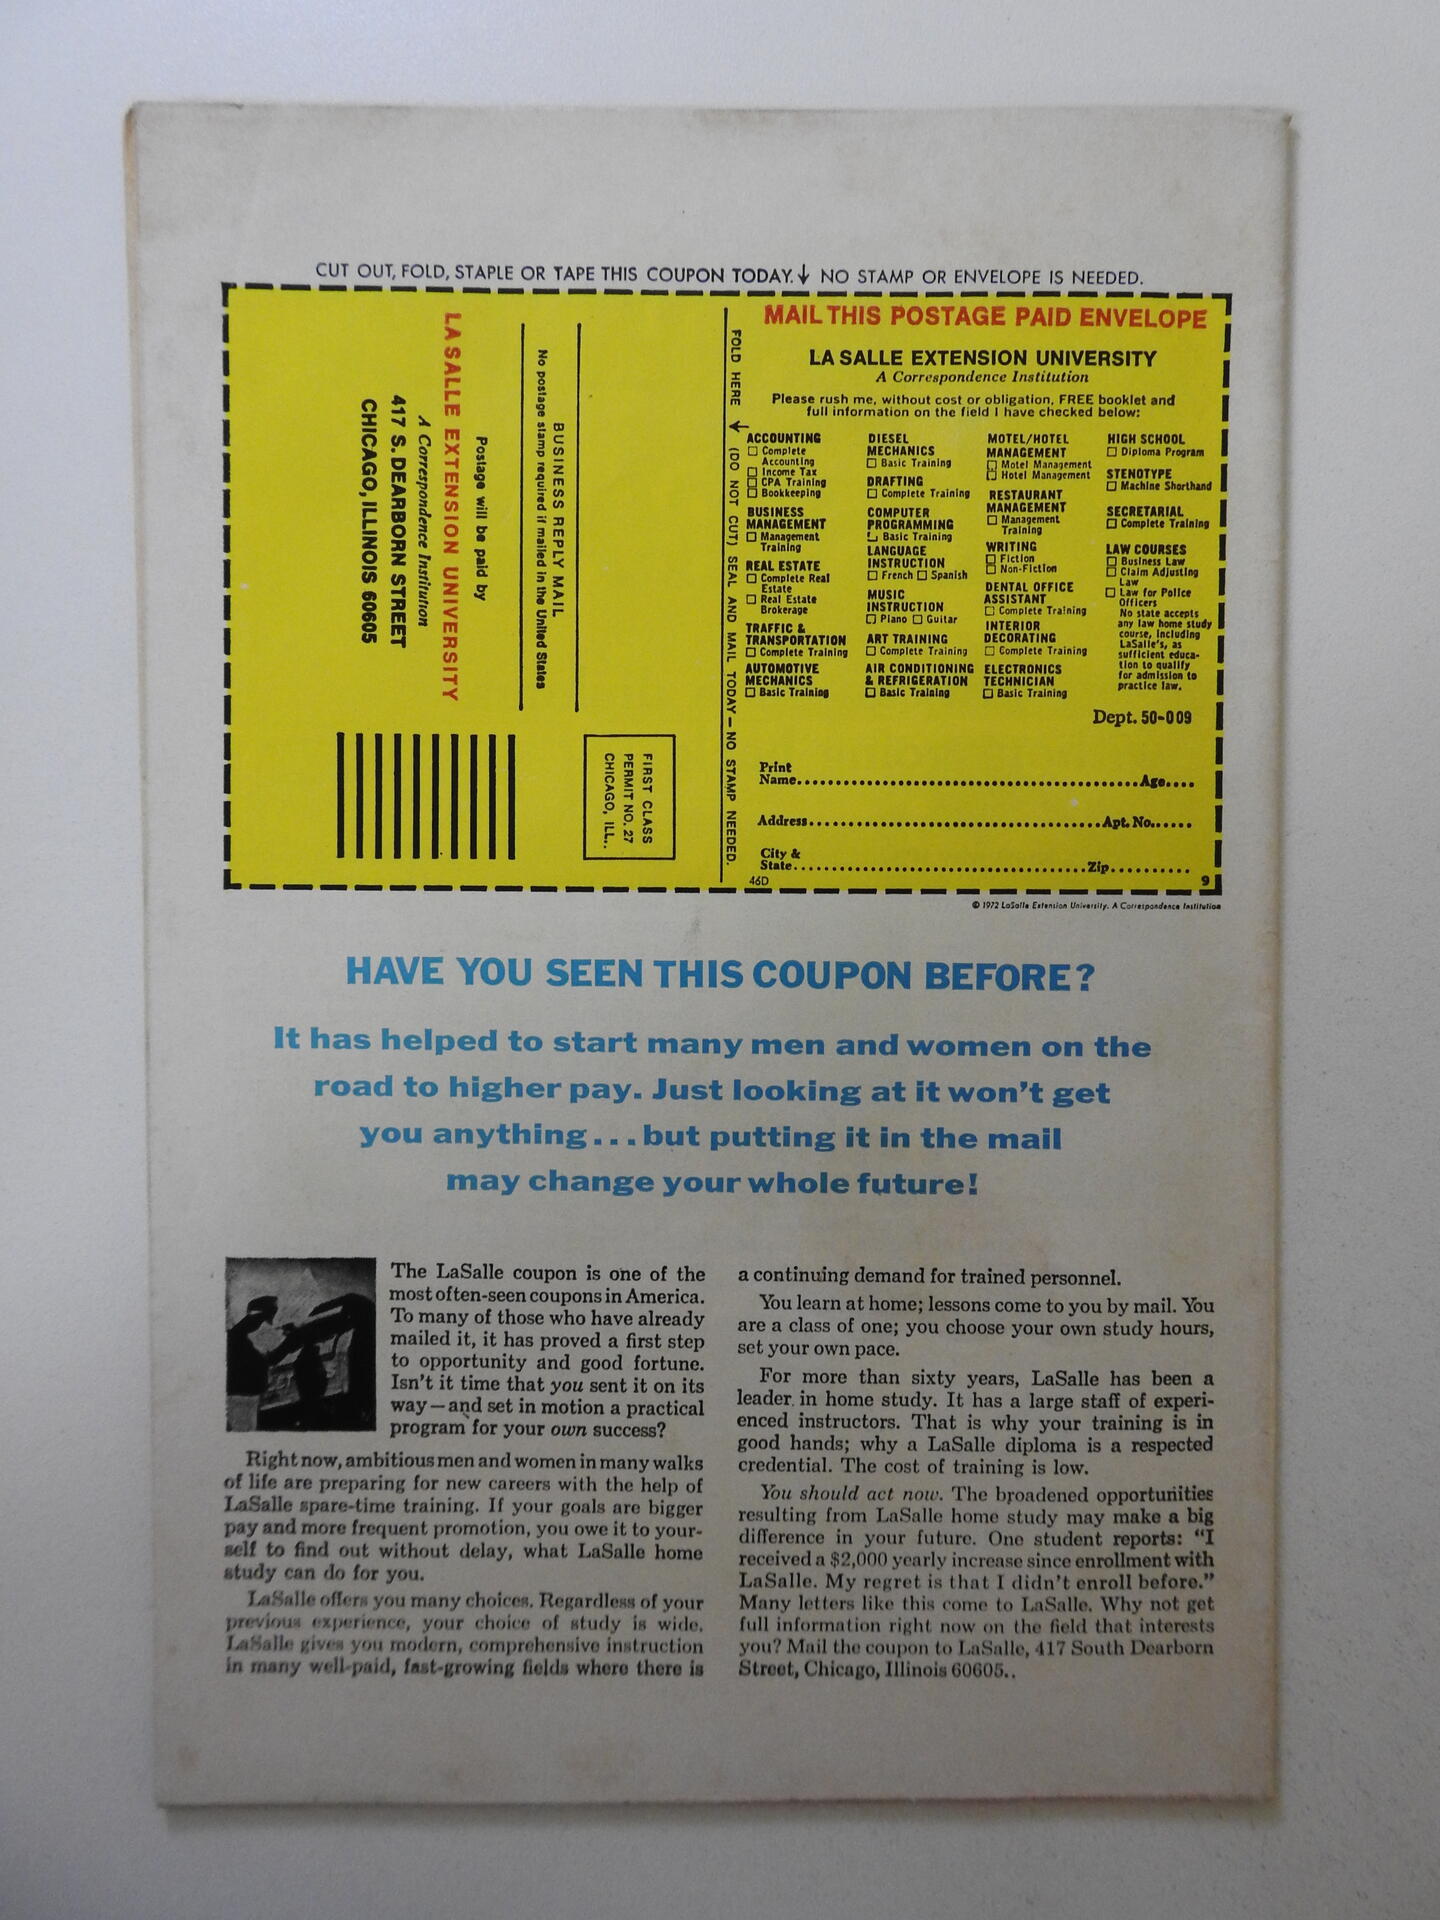 CUT OUT, FOLD, STAPLE OR TAPE THIS COUPON TODAY.↓ NO STAMP OR ENVELOPE IS NEEDED.
FIRST CLASS
PERMIT NO. 27
CHICAGO, ILL.
BUSINESS REPLY MAIL
No postage stamp required if mailed in the United States
Postage will be paid by
LA SALLE EXTENSION UNIVERSITY
A Correspondence Institution
417 S. DEARBORN STREET
CHICAGO, ILLINOIS 60605
FOLD HERE ↓ (DO NOT CUT) SEAL AND MAIL TODAY—NO STAMP NEEDED.
MAIL THIS POSTAGE PAID ENVELOPE
LA SALLE EXTENSION UNIVERSITY
A Correspondence Institution
Please rush me, without cost or obligation, FREE booklet and
full information on the field I have checked below:
ACCOUNTING
☐ Complete
Accounting
☐ Income Tax
☐ CPA Training
☐ Bookkeeping
BUSINESS
MANAGEMENT
☐ Management
Training
REAL ESTATE
☐ Complete Real
Estate
☐ Real Estate
Brokerage
TRAFFIC &
TRANSPORTATION
☐ Complete Training
AUTOMOTIVE
MECHANICS
☐ Basic Training
DIESEL
MECHANICS
☐ Basic Training
DRAFTING
☐ Complete Training
COMPUTER
PROGRAMMING
☐ Basic Training
LANGUAGE
INSTRUCTION
☐ French ☐ Spanish
MUSIC
INSTRUCTION
☐ Piano ☐ Guitar
ART TRAINING
☐ Complete Training
AIR CONDITIONING
& REFRIGERATION
☐ Basic Training
MOTEL/HOTEL
MANAGEMENT
☐ Motel Management
☐ Hotel Management
RESTAURANT
MANAGEMENT
☐ Management
Training
WRITING
☐ Fiction
☐ Non-Fiction
DENTAL OFFICE
ASSISTANT
☐ Complete Training
INTERIOR
DECORATING
☐ Complete Training
ELECTRONICS
TECHNICIAN
☐ Basic Training
HIGH SCHOOL
☐ Diploma Program
STENOTYPE
☐ Machine Shorthand
SECRETARIAL
☐ Complete Training
LAW COURSES
☐ Business Law
☐ Claim Adjusting
Law
☐ Law for Police
Officers
No state accepts
any law home study
course, including
LaSalle's, as
sufficient educa-
tion to qualify
for admission to
practice law.
Dept. 50-009
Print
Name........................................Age....
Address........................................Apt. No......
City &
State........................................Zip..........
46D 9
© 1972 LaSalle Extension University. A Correspondence Institution
HAVE YOU SEEN THIS COUPON BEFORE?
It has helped to start many men and women on the
road to higher pay. Just looking at it won't get
you anything...but putting it in the mail
may change your whole future!
The LaSalle coupon is one of the
most often-seen coupons in America.
To many of those who have already
mailed it, it has proved a first step
to opportunity and good fortune.
Isn't it time that you sent it on its
way—and set in motion a practical
program for your own success?
Right now, ambitious men and women in many walks
of life are preparing for new careers with the help of
LaSalle spare-time training. If your goals are bigger
pay and more frequent promotion, you owe it to your-
self to find out without delay, what LaSalle home
study can do for you.
LaSalle offers you many choices. Regardless of your
previous experience, your choice of study is wide.
LaSalle gives you modern, comprehensive instruction
in many well-paid, fast-growing fields where there is
a continuing demand for trained personnel.
You learn at home; lessons come to you by mail. You
are a class of one; you choose your own study hours,
set your own pace.
For more than sixty years, LaSalle has been a
leader in home study. It has a large staff of experi-
enced instructors. That is why your training is in
good hands; why a LaSalle diploma is a respected
credential. The cost of training is low.
You should act now. The broadened opportunities
resulting from LaSalle home study may make a big
difference in your future. One student reports: "I
received a $2,000 yearly increase since enrollment with
LaSalle. My regret is that I didn't enroll before."
Many letters like this come to LaSalle. Why not get
full information right now on the field that interests
you? Mail the coupon to LaSalle, 417 South Dearborn
Street, Chicago, Illinois 60605..